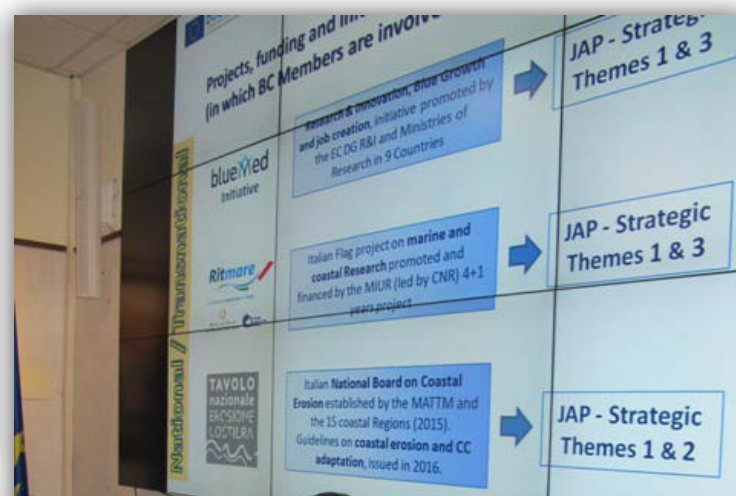 Projects, funding and
(in which BC Members are involve
National / Transnational
bluemed
Initiative
Research & Innovation, Blue Growth
and job creation, initiative promoted by
the EC DG R&I and Ministries of
Research in 9 Countries
JAP - Strategic
Themes 1 & 3
Ritmare
Italian Flag project on marine and
coastal Research promoted and
financed by the MIUR (led by CNR) 4+1
years project
JAP - Strategic
Themes 1 & 3
TAVOLO
nazionale
EROSIONE
COSTIERA
Italian National Board on Coastal
Erosion established by the MATTM and
the 15 coastal Regions (2015).
Guidelines on coastal erosion and CC
adaptation, issued in 2016.
JAP - Strategic
Themes 1 & 2